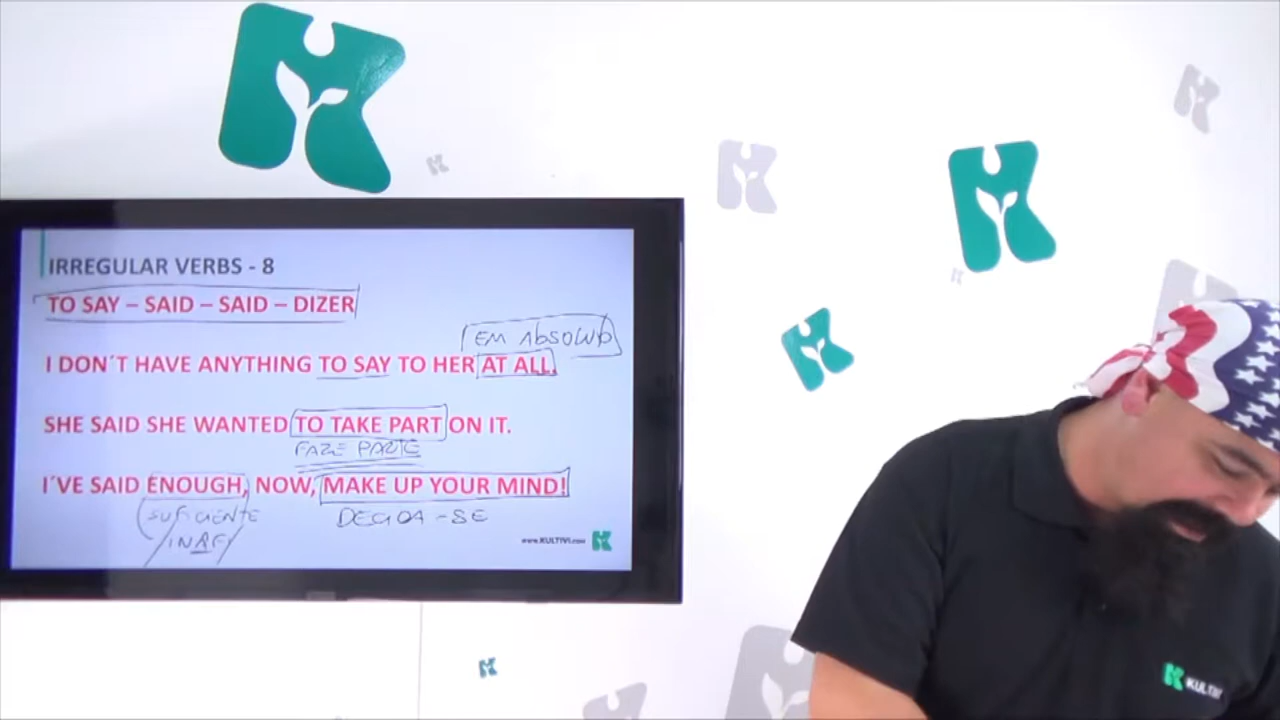 IRREGULAR VERBS - 8
TO SAY – SAID – SAID – DIZER
EM ABSOLUTO
I DON´T HAVE ANYTHING TO SAY TO HER AT ALL.
SHE SAID SHE WANTED TO TAKE PART ON IT.
FAZE PARTE
I´VE SAID ENOUGH, NOW, MAKE UP YOUR MIND!
SUFICIENTE DECIDA-SE
INAF
www.KULTIVI.com
KULTIVI